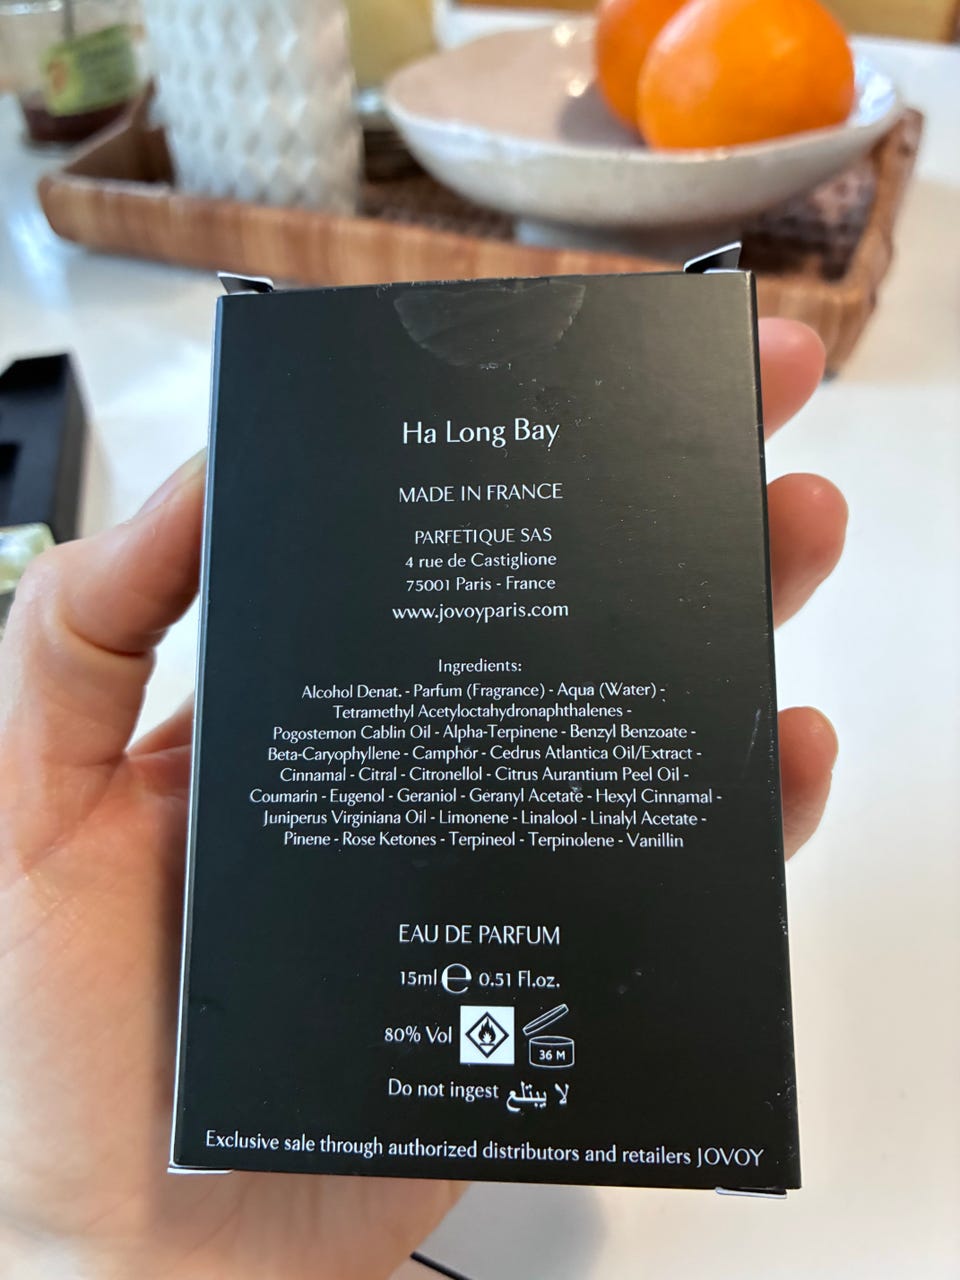 Ha Long Bay
MADE IN FRANCE
PARFETIQUE SAS
4 rue de Castiglione
75001 Paris - France
www.jovoyparis.com
Ingredients:
Alcohol Denat. - Parfum (Fragrance) - Aqua (Water) -
Tetramethyl Acetyloctahydronaphthalenes -
Pogostemon Cablin Oil - Alpha-Terpinene - Benzyl Benzoate -
Beta-Caryophyllene - Camphor - Cedrus Atlantica Oil/Extract -
Cinnamal - Citral - Citronellol - Citrus Aurantium Peel Oil -
Coumarin - Eugenol - Geraniol - Geranyl Acetate - Hexyl Cinnamal -
Juniperus Virginiana Oil - Limonene - Linalool - Linalyl Acetate -
Pinene - Rose Ketones - Terpineol - Terpinolene - Vanillin
EAU DE PARFUM
15ml ℮ 0.51 Fl.oz.
80% Vol 36 M
Do not ingest لا يبتلع
Exclusive sale through authorized distributors and retailers JOVOY